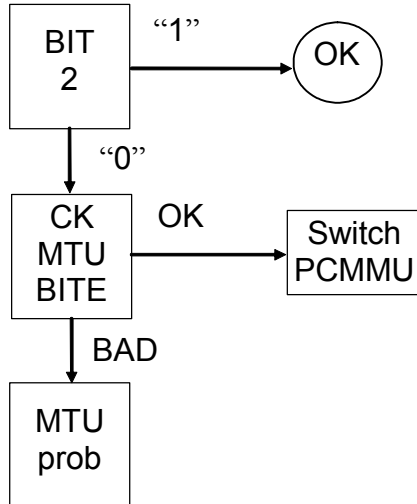 BIT
2
“1”
OK
“0”
CK
MTU
BITE
OK
Switch
PCMMU
BAD
MTU
prob